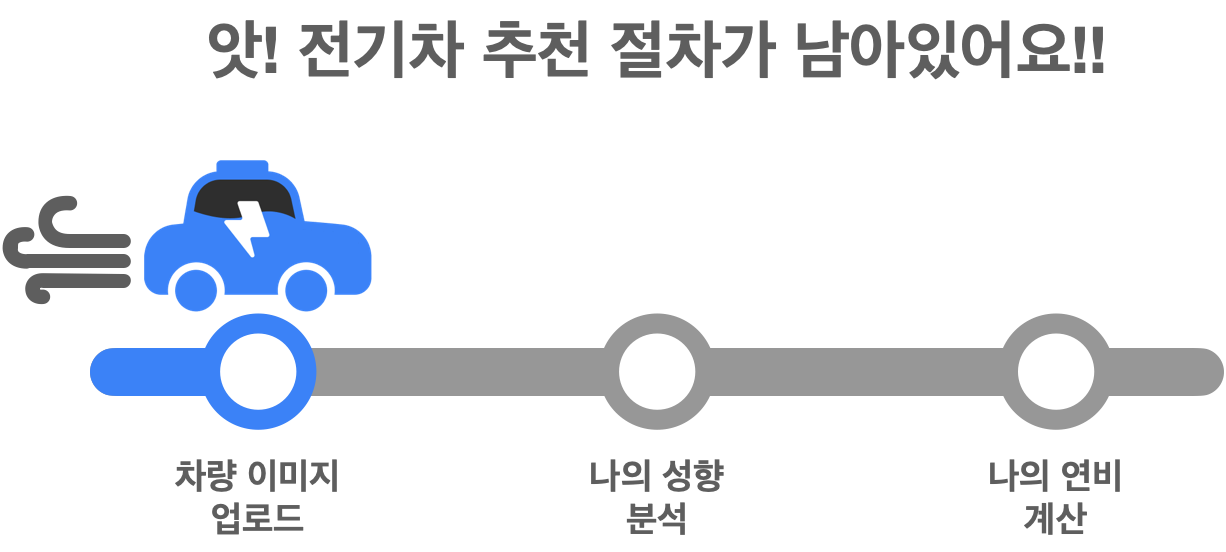 앗! 전기차 추천 절차가 남아있어요!!
차량 이미지
업로드
나의 성향
분석
나의 연비
계산